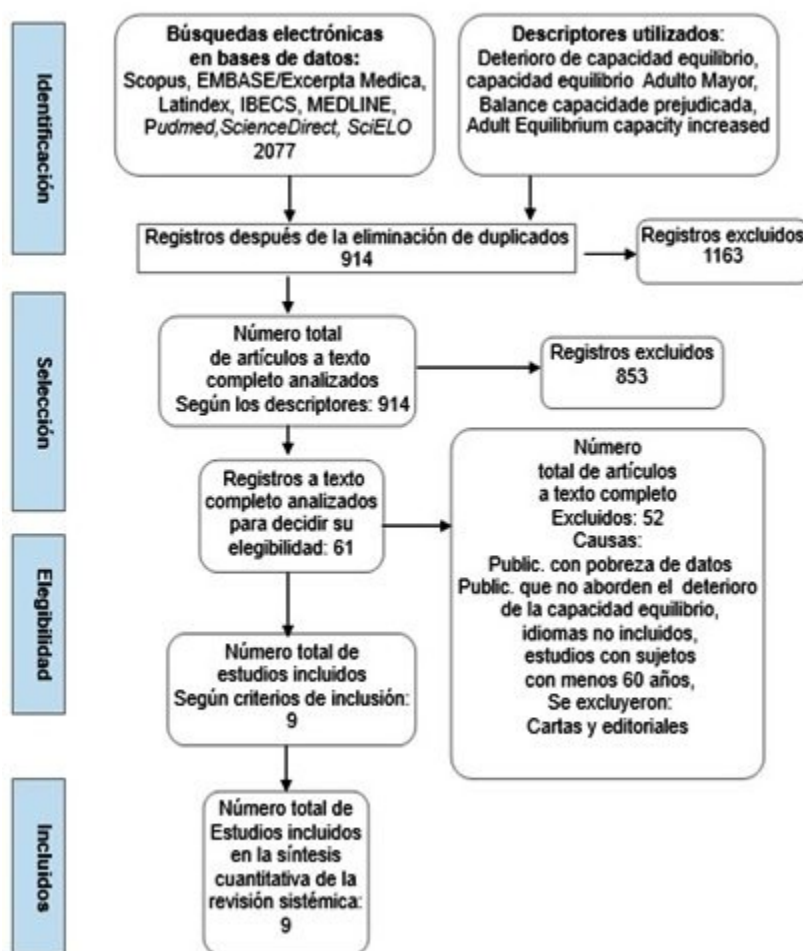 Identificación
Búsquedas electrónicas
en bases de datos:
Scopus, EMBASE/Excerpta Medica,
Latindex, IBECS, MEDLINE,
Pudmed,ScienceDirect, SciELO
2077
Descriptores utilizados:
Deterioro de capacidad equilibrio,
capacidad equilibrio Adulto Mayor,
Balance capacidade prejudicada,
Adult Equilibrium capacity increased
Registros después de la eliminación de duplicados
914
Registros excluidos
1163
Selección
Número total
de artículos a texto
completo analizados
Según los descriptores: 914
Registros excluidos
853
Registros a texto
completo analizados
para decidir su
elegibilidad: 61
Número
total de artículos
a texto completo
Excluidos: 52
Causas:
Public. con pobreza de datos
Public. que no aborden el deterioro
de la capacidad equilibrio,
idiomas no incluidos,
estudios con sujetos
con menos 60 años,
Se excluyeron:
Cartas y editoriales
Elegibilidad
Número total de
estudios incluidos
Según criterios de inclusión:
9
Incluidos
Número total de
Estudios incluidos
en la síntesis
cuantitativa de la
revisión sistémica:
9